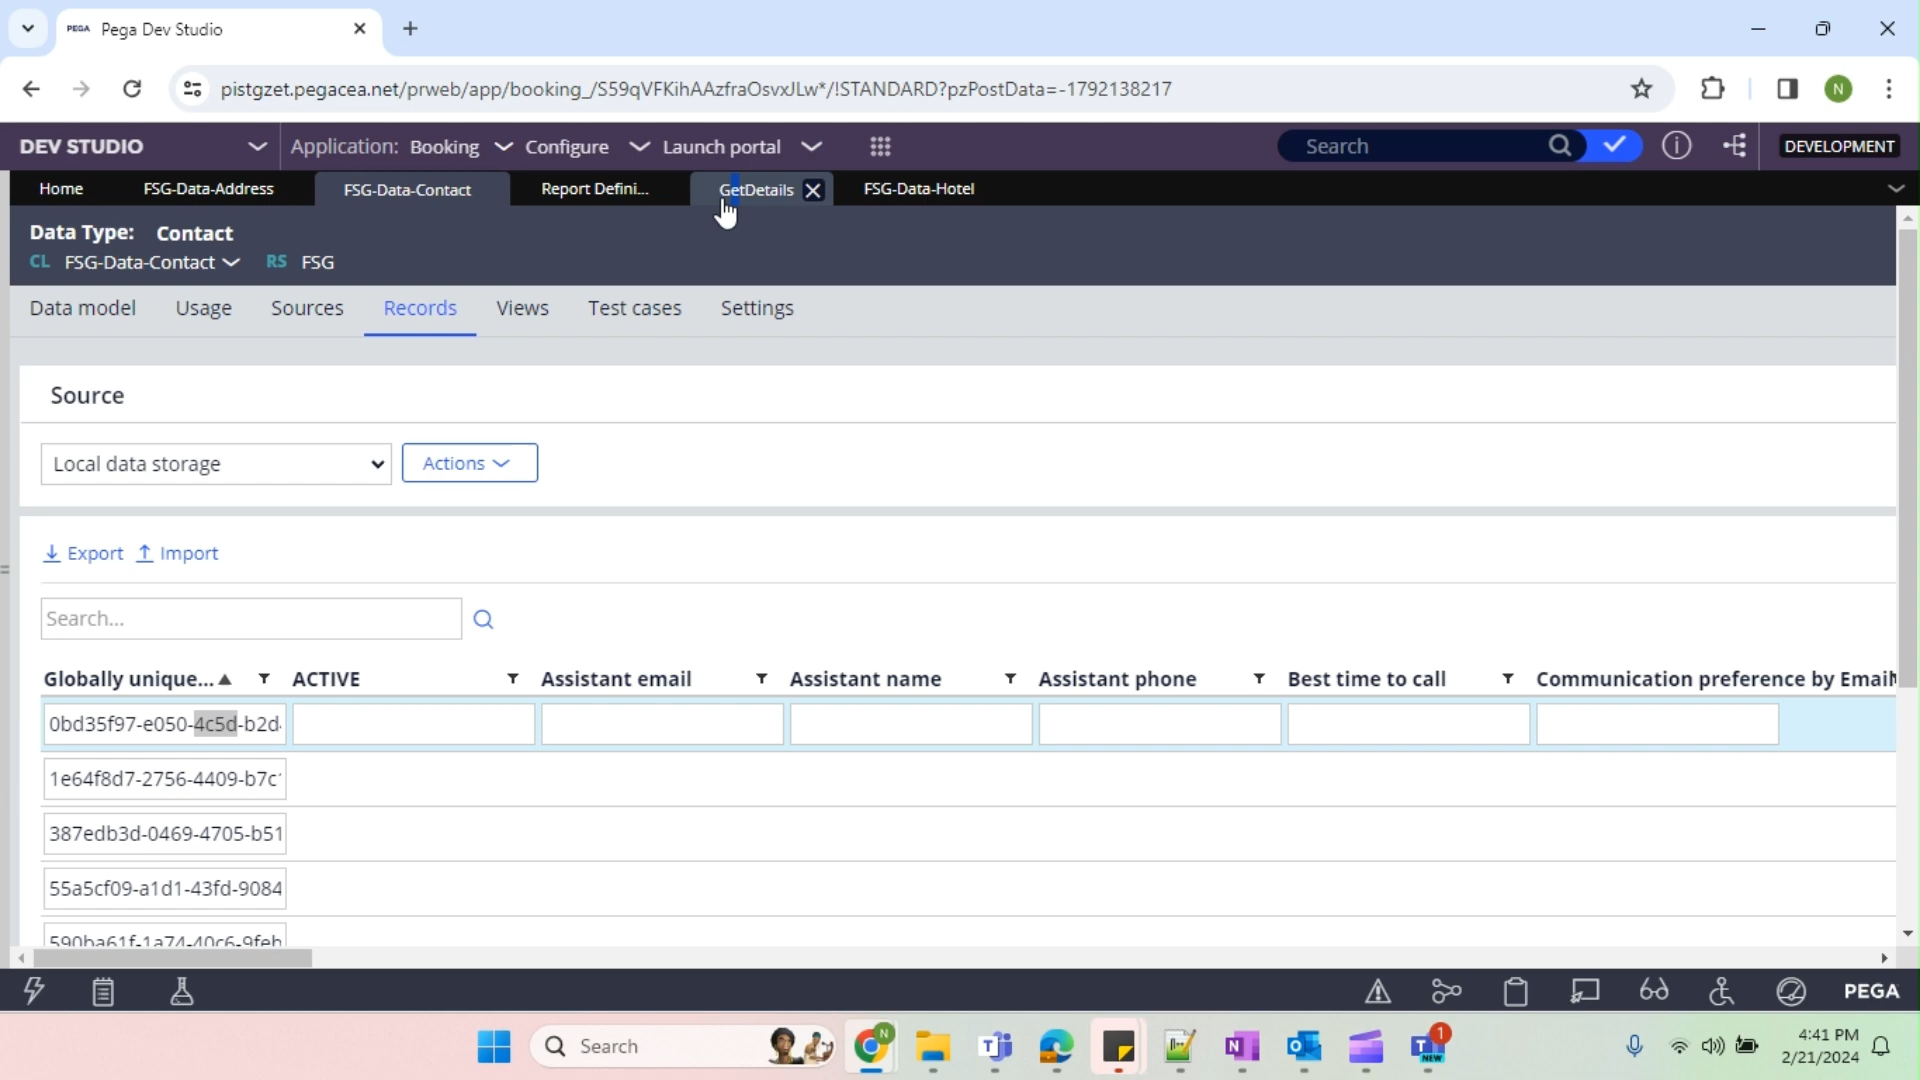 PEGA Pega Dev Studio
pistgzet.pegacea.net/prweb/app/booking_/S59qVFKihAAzfraOsvxJLw*/!STANDARD?pzPostData=-1792138217
N
DEV STUDIO Application: Booking Configure Launch portal Search DEVELOPMENT
Home FSG-Data-Address FSG-Data-Contact Report Defini... GetDetails FSG-Data-Hotel
Data Type: Contact
CL FSG-Data-Contact RS FSG
Data model Usage Sources Records Views Test cases Settings
Source
Local data storage Actions
Export Import
Search...
Globally unique... ACTIVE Assistant email Assistant name Assistant phone Best time to call Communication preference by Email
0bd35f97-e050-4c5d-b2d
1e64f8d7-2756-4409-b7c
387edb3d-0469-4705-b51
55a5cf09-a1d1-43fd-9084
590ba61f-1a74-40c6-9feb
PEGA
Search N T N O T NEW 1 4:41 PM
2/21/2024